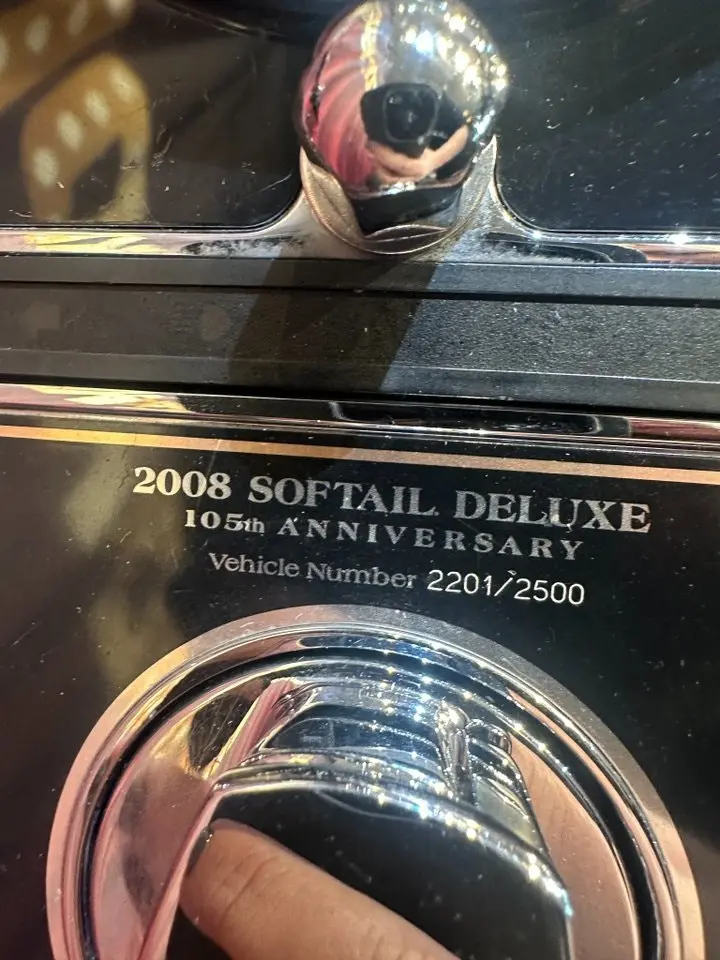 2008 SOFTAIL DELUXE
105th ANNIVERSARY
Vehicle Number 2201/2500